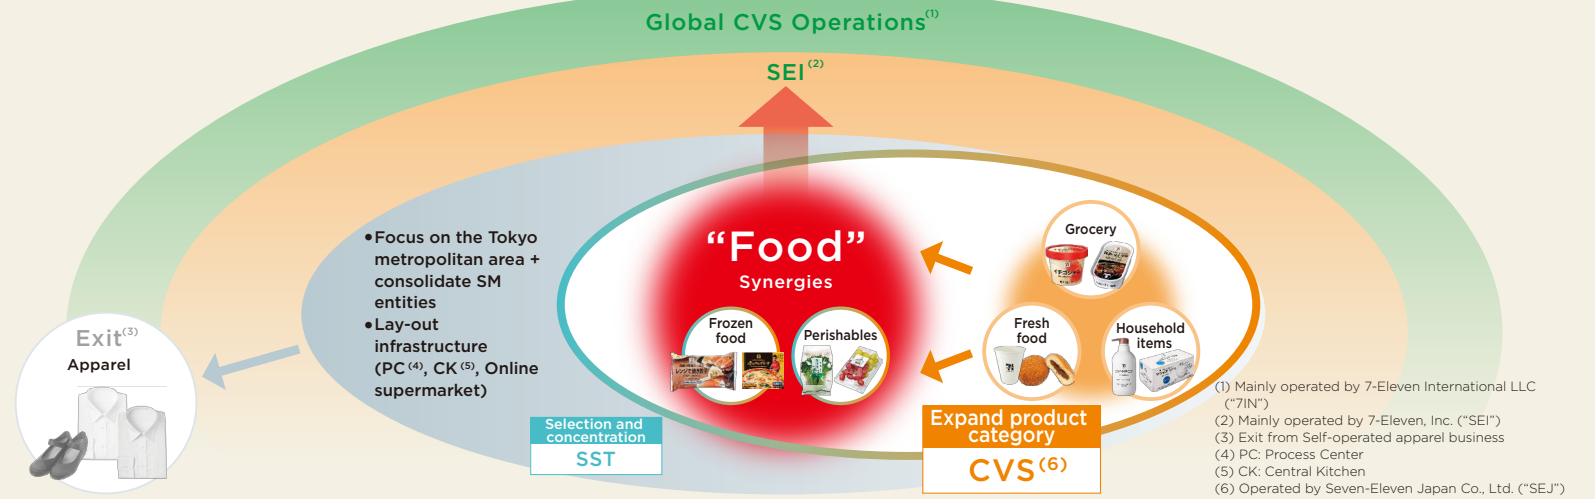 Global CVS Operations(1)
SEI(2)
“Food”
Synergies
Frozen
food
Perishables
Grocery
Fresh
food
Household
items
•Focus on the Tokyo
metropolitan area +
consolidate SM
entities
•Lay-out
infrastructure
(PC(4), CK(5), Online
supermarket)
Exit(3)
Apparel
Selection and
concentration
SST
Expand product
category
CVS(6)
(1) Mainly operated by 7-Eleven International LLC
(“7IN”)
(2) Mainly operated by 7-Eleven, Inc. (“SEI”)
(3) Exit from Self-operated apparel business
(4) PC: Process Center
(5) CK: Central Kitchen
(6) Operated by Seven-Eleven Japan Co., Ltd. (“SEJ”)